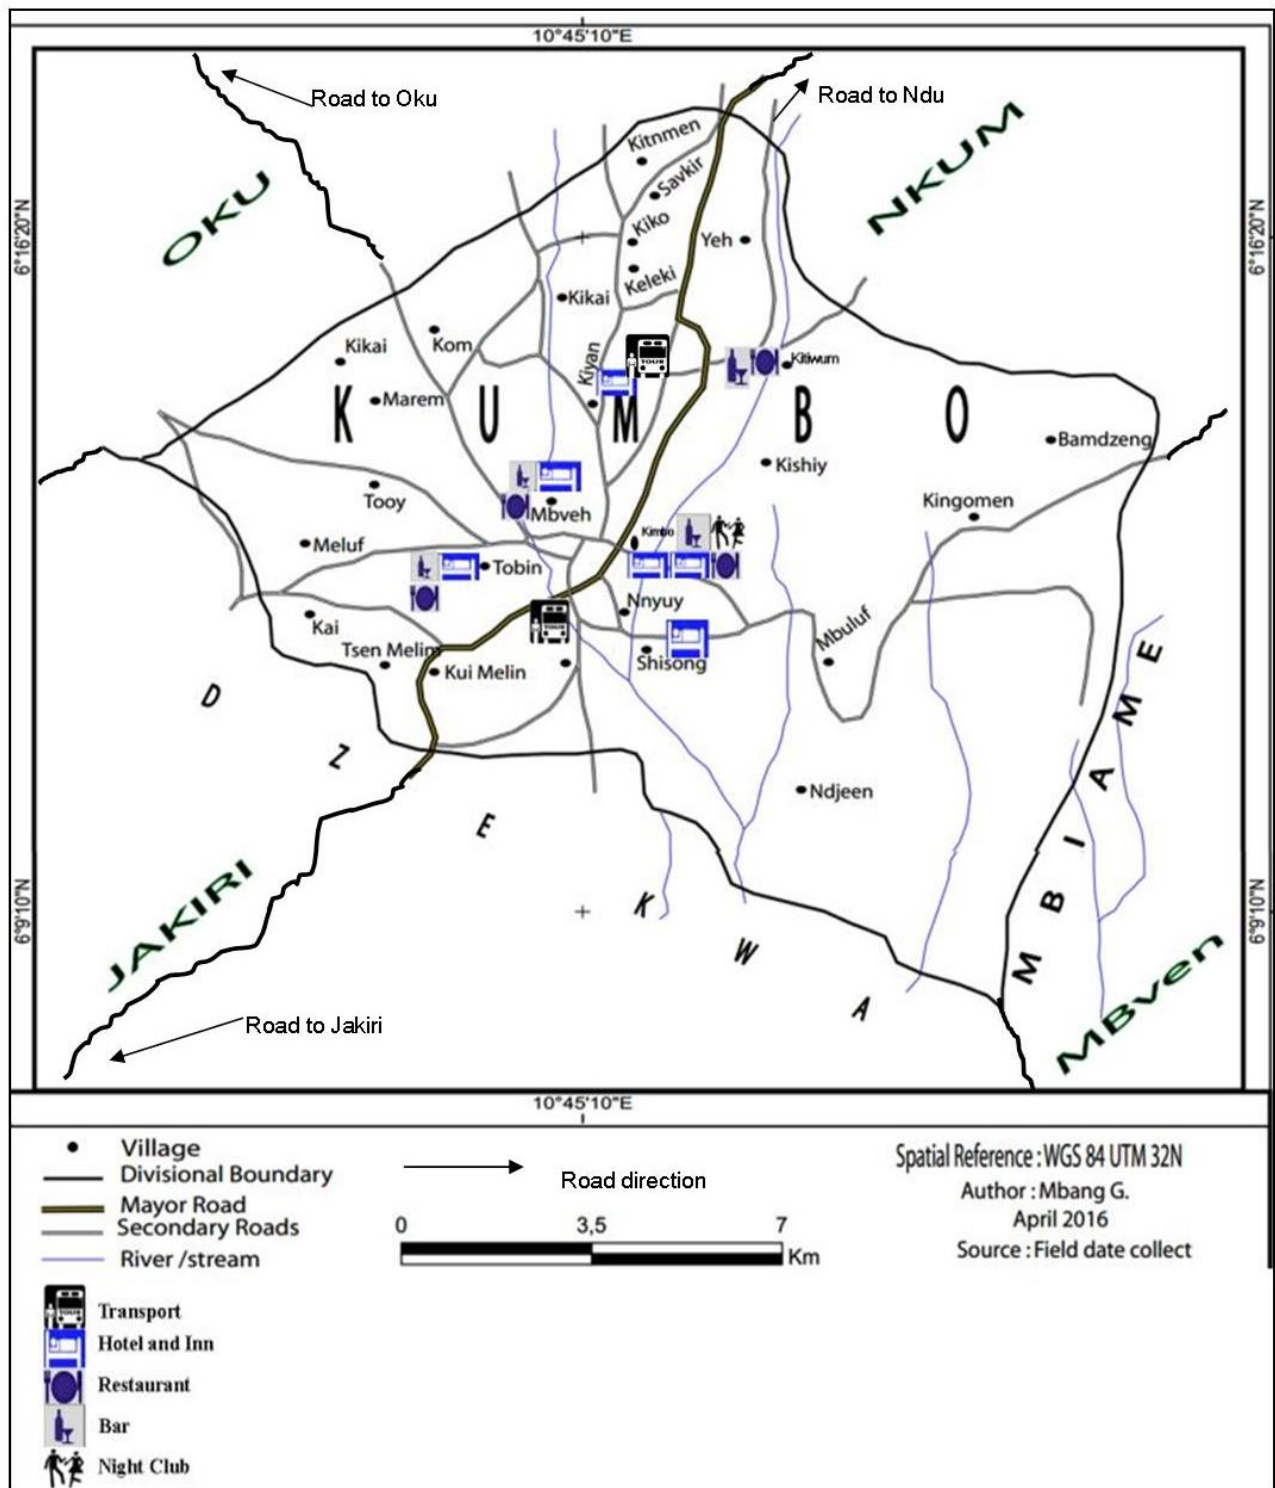 10°45'10"E
Road to Oku
Road to Ndu
OKU
NKUM
6°16'20"N
6°16'20"N
Kitnmen
Savkir
Kiko
Yeh
Keleki
Kikai
Kikai
Kom
Kiyan
TOUR
Kitiwum
Marem
K U M B O
Bamdzeng
Kishiy
Tooy
Kingomen
Mbveh
Kimbo
Meluf
Tobin
Nnyuy
TOUR
Kai
Mbuluf
Tsen Melim
Kui Melin
Shisong
D Z E K W A
MBIAME
Ndjeen
JAKIRI
6°9'10"N
6°9'10"N
MBven
Road to Jakiri
10°45'10"E
Village
Divisional Boundary
Mayor Road
Secondary Roads
River /stream
Road direction
0 3,5 7
Km
Spatial Reference : WGS 84 UTM 32N
Author : Mbang G.
April 2016
Source : Field date collect
TOUR
Transport
Hotel and Inn
Restaurant
Bar
Night Club